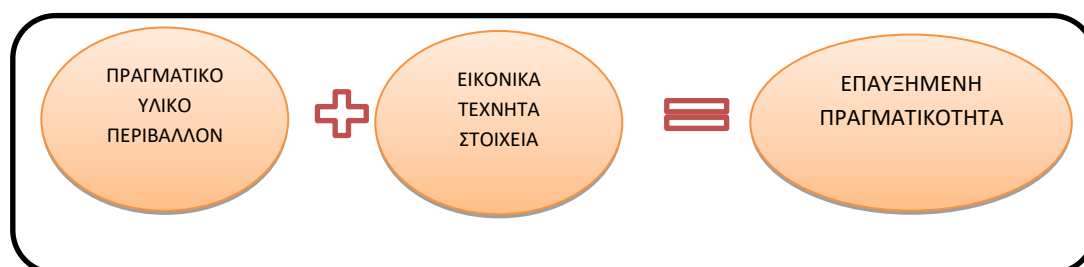 ΠΡΑΓΜΑΤΙΚΟ
ΥΛΙΚΟ
ΠΕΡΙΒΑΛΛΟΝ
ΕΙΚΟΝΙΚΑ
ΤΕΧΝΗΤΑ
ΣΤΟΙΧΕΙΑ
ΕΠΑΥΞΗΜΕΝΗ
ΠΡΑΓΜΑΤΙΚΟΤΗΤΑ